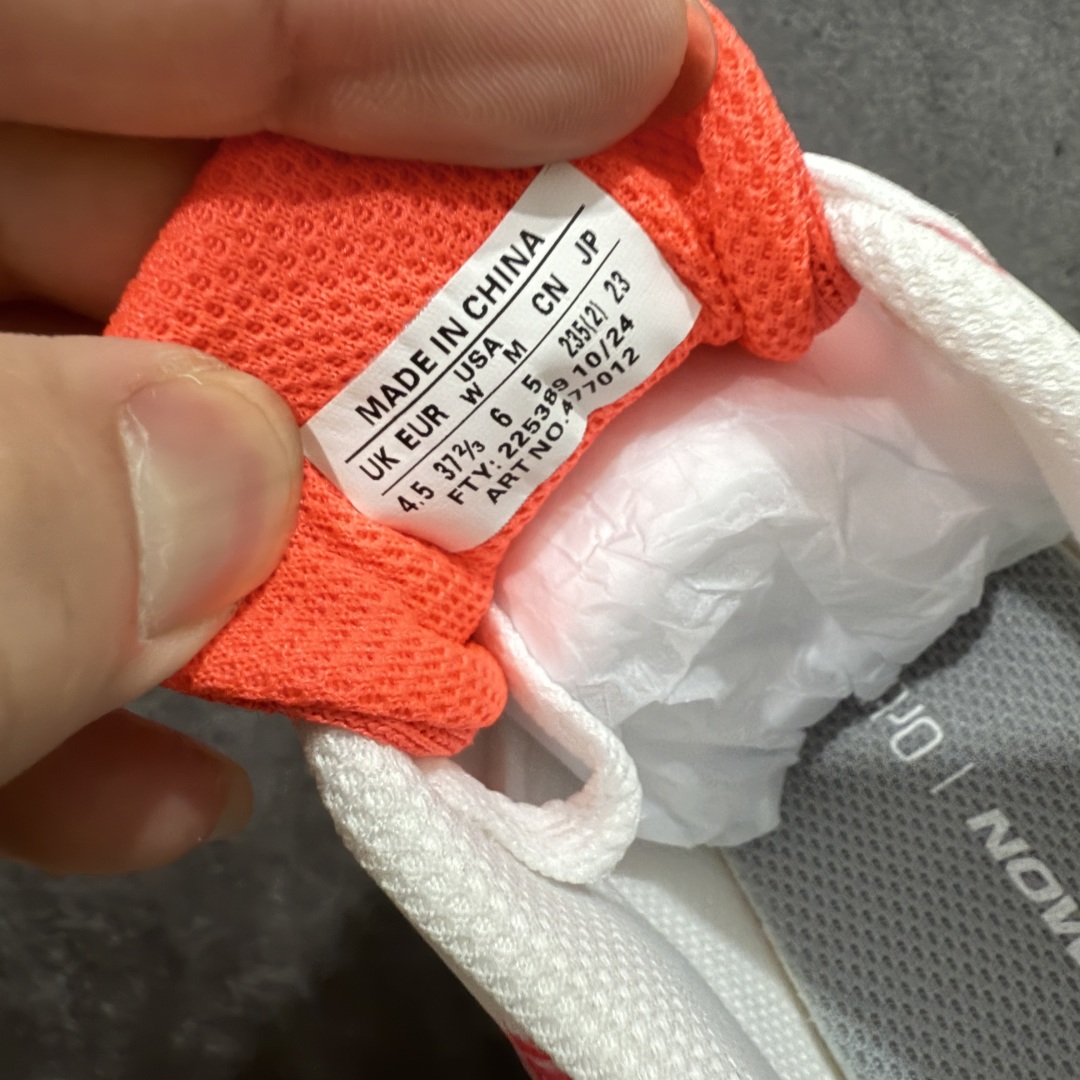 MADE IN CHINA
UK EUR USA CN JP
W M
4.5 37⅔ 6 5 235(2) 23
FTY: 225389 10/24
ART NO.477012